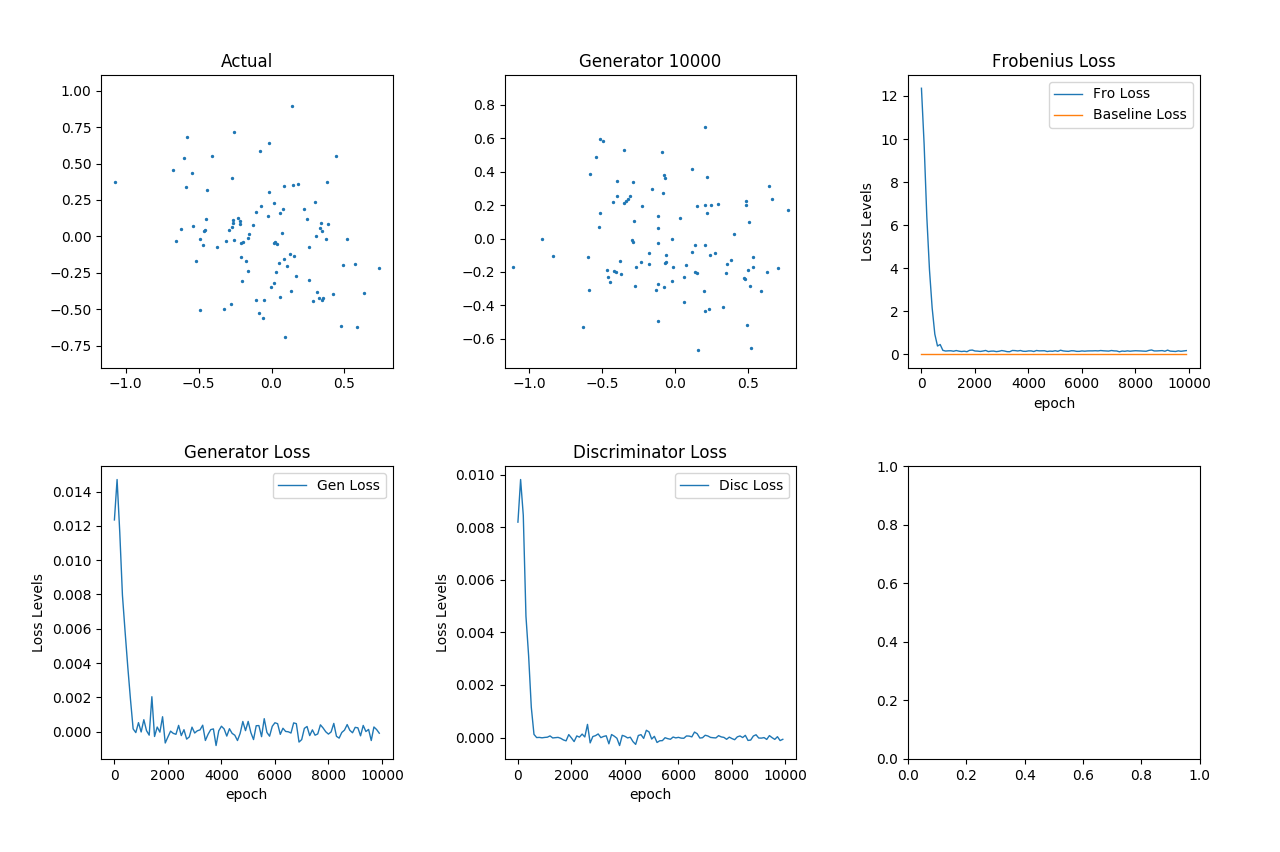 Actual
1.00
0.75
0.50
0.25
0.00
−0.25
−0.50
−0.75
−1.0 −0.5 0.0 0.5
Generator 10000
0.8
0.6
0.4
0.2
0.0
−0.2
−0.4
−0.6
−1.0 −0.5 0.0 0.5
Frobenius Loss
Fro Loss
Baseline Loss
Loss Levels
12
10
8
6
4
2
0
0 2000 4000 6000 8000 10000
epoch
Generator Loss
Gen Loss
Loss Levels
0.014
0.012
0.010
0.008
0.006
0.004
0.002
0.000
0 2000 4000 6000 8000 10000
epoch
Discriminator Loss
Disc Loss
Loss Levels
0.010
0.008
0.006
0.004
0.002
0.000
0 2000 4000 6000 8000 10000
epoch
1.0
0.8
0.6
0.4
0.2
0.0
0.0 0.2 0.4 0.6 0.8 1.0